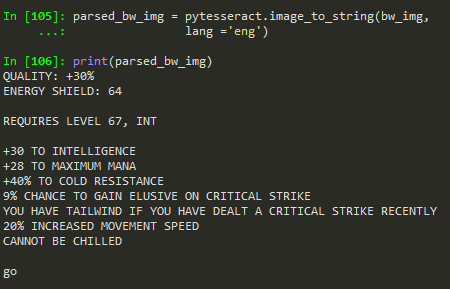 In [105]: parsed_bw_img = pytesseract.image_to_string(bw_img,
...: lang ='eng')
In [106]: print(parsed_bw_img)
QUALITY: +30%
ENERGY SHIELD: 64
REQUIRES LEVEL 67, INT
+30 TO INTELLIGENCE
+28 TO MAXIMUM MANA
+40% TO COLD RESISTANCE
9% CHANCE TO GAIN ELUSIVE ON CRITICAL STRIKE
YOU HAVE TAILWIND IF YOU HAVE DEALT A CRITICAL STRIKE RECENTLY
20% INCREASED MOVEMENT SPEED
CANNOT BE CHILLED
go